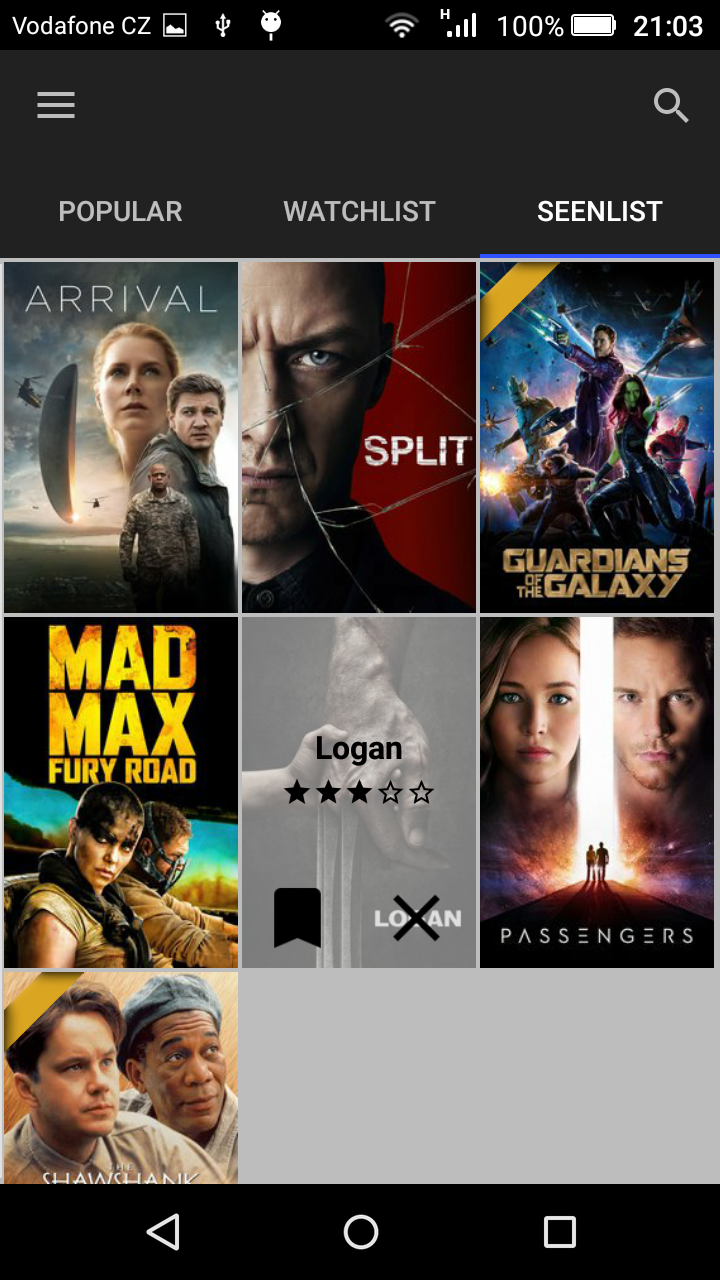 Vodafone CZ H 100% 21:03
POPULAR WATCHLIST SEENLIST
ARRIVAL
SPLIT
GUARDIANS
OF THE GALAXY
MAD
MAX
FURY ROAD
Logan
LOGAN
PASSENGERS
THE
SHAWSHANK